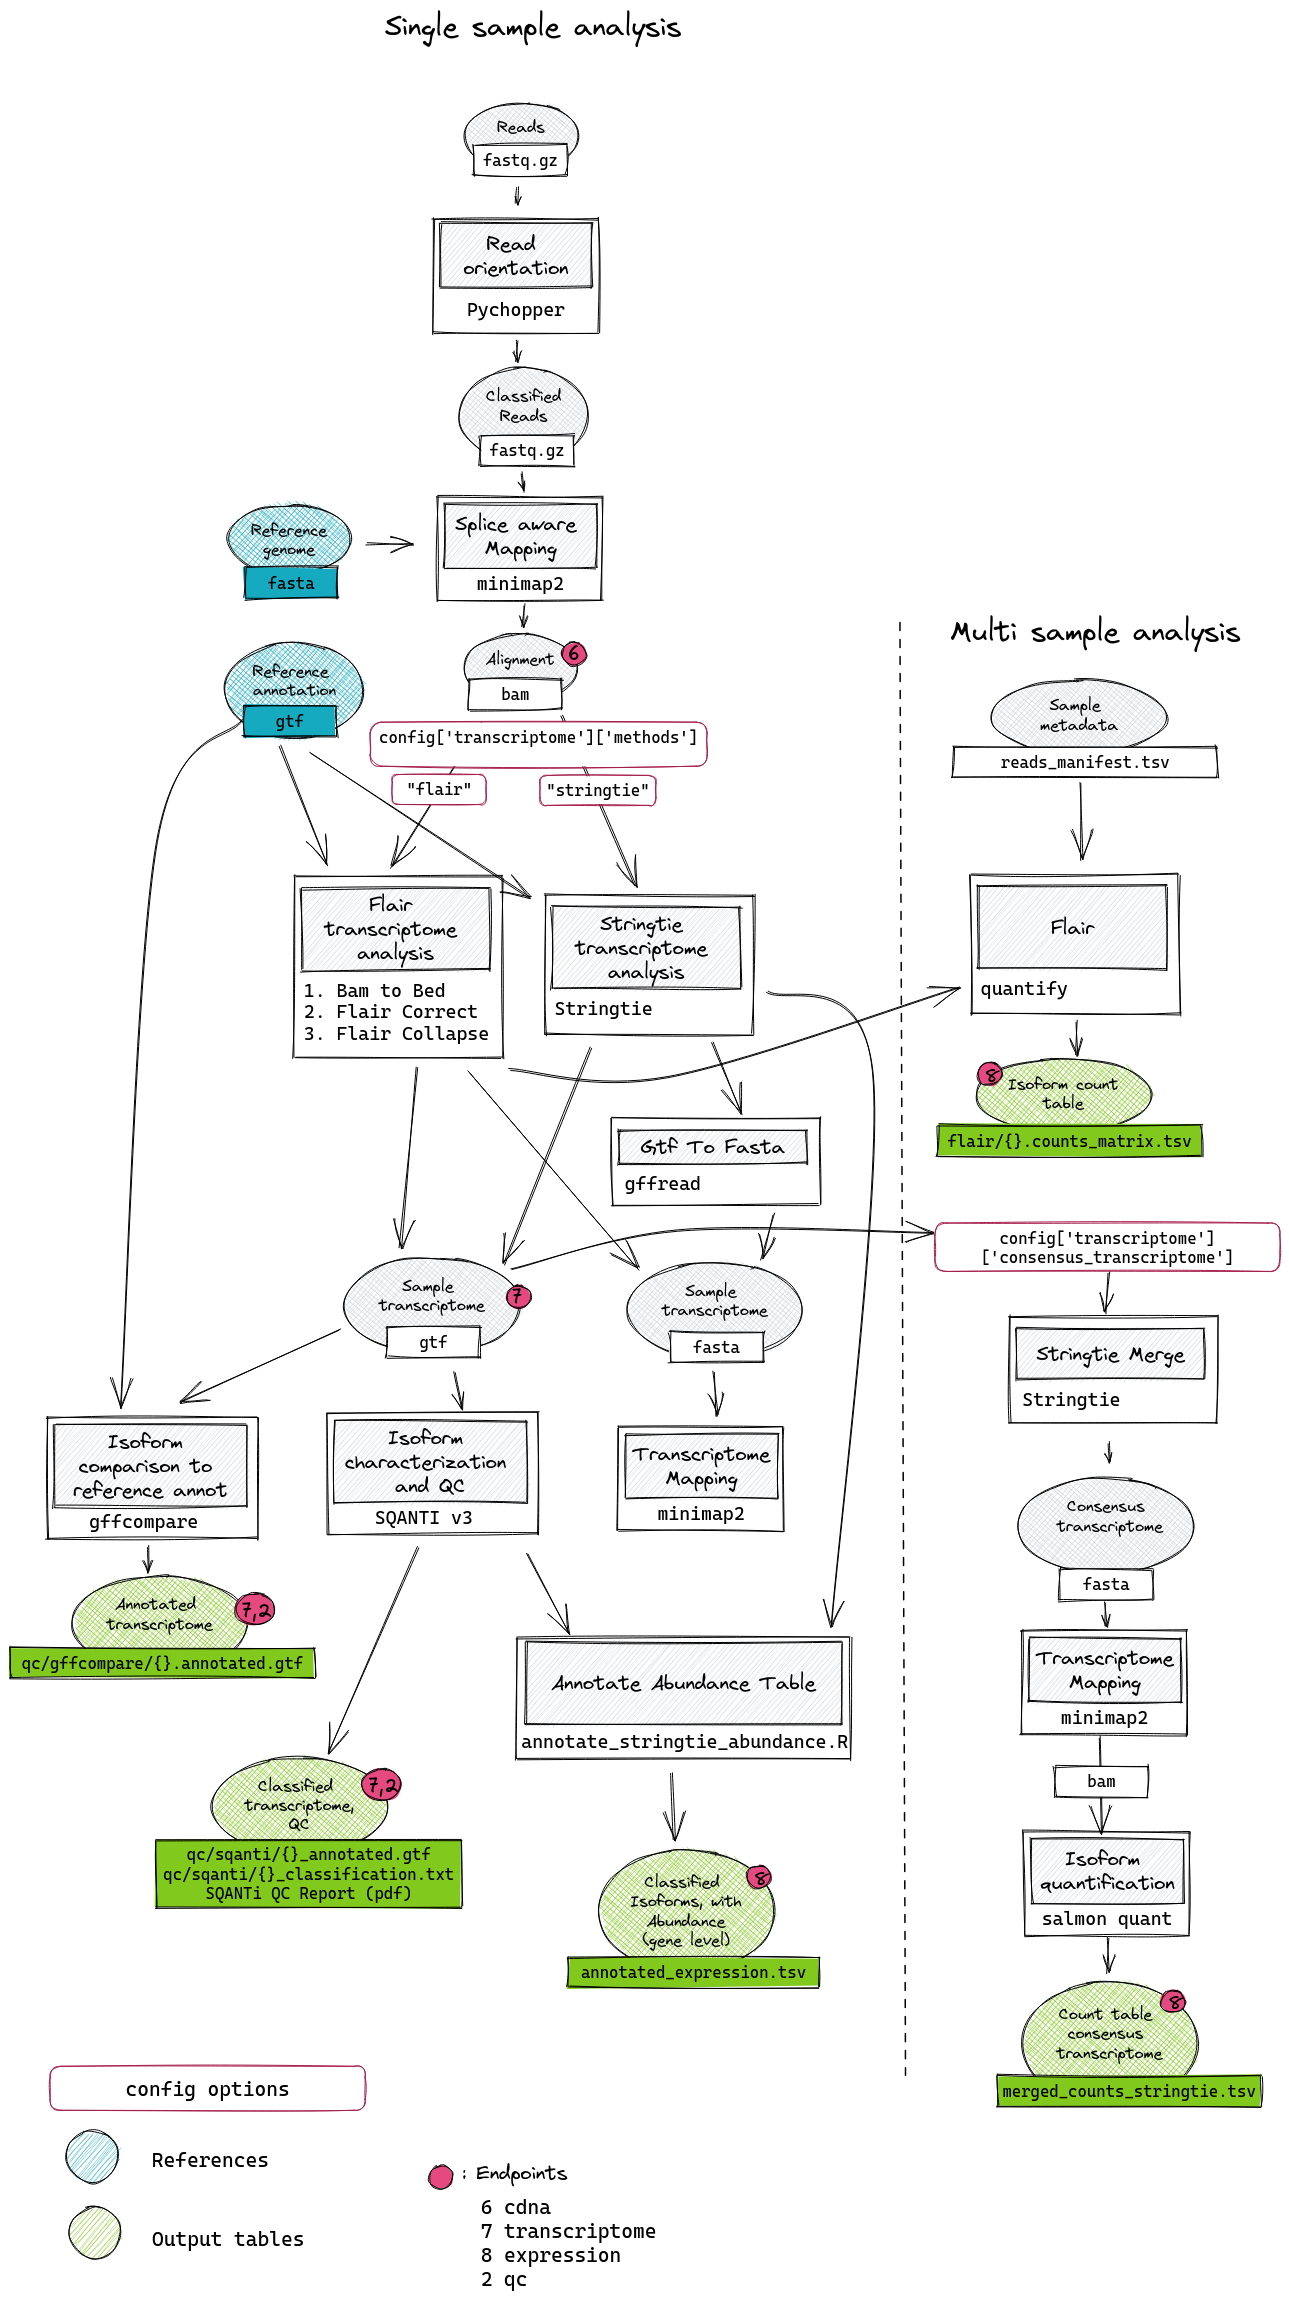 Single sample analysis
Reads
fastq.gz
Read
orientation
Pychopper
Classified
Reads
fastq.gz
Reference
genome
fasta
Splice aware
Mapping
minimap2
Reference
annotation
gtf
Alignment
6
bam
config['transcriptome']['methods']
"flair"
"stringtie"
Flair
transcriptome
analysis
1. Bam to Bed
2. Flair Correct
3. Flair Collapse
Stringtie
transcriptome
analysis
Stringtie
Gtf To Fasta
gffread
Sample
transcriptome
7
gtf
Sample
transcriptome
fasta
Isoform
comparison to
reference annot
gffcompare
Isoform
characterization
and QC
SQANTI v3
Transcriptome
Mapping
minimap2
Annotated
transcriptome
7,2
qc/gffcompare/{}.annotated.gtf
Annotate Abundance Table
annotate_stringtie_abundance.R
Classified
transcriptome,
QC
7,2
qc/sqanti/{}_annotated.gtf
qc/sqanti/{}_classification.txt
SQANTi QC Report (pdf)
Classified
Isoforms, with
Abundance
(gene level)
8
annotated_expression.tsv
Multi sample analysis
Sample
metadata
reads_manifest.tsv
Flair
quantify
8
Isoform count
table
flair/{}.counts_matrix.tsv
config['transcriptome']
['consensus_transcriptome']
Stringtie Merge
Stringtie
Consensus
transcriptome
fasta
Transcriptome
Mapping
minimap2
bam
Isoform
quantification
salmon quant
8
Count table
consensus
transcriptome
merged_counts_stringtie.tsv
config options
References
Output tables
: Endpoints
6 cdna
7 transcriptome
8 expression
2 qc